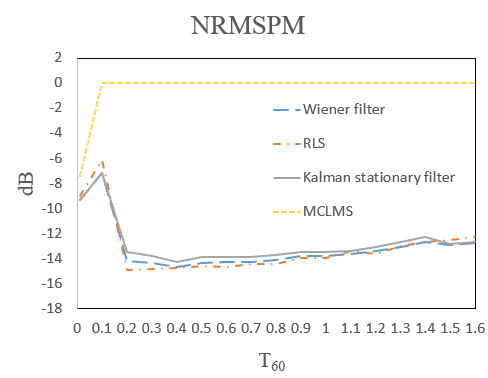 NRMSPM
2
0
-2
-4
-6
-8
-10
-12
-14
-16
-18
dB
Wiener filter
RLS
Kalman stationary filter
MCLMS
0 0.1 0.2 0.3 0.4 0.5 0.6 0.7 0.8 0.9 1 1.1 1.2 1.3 1.4 1.5 1.6
T60